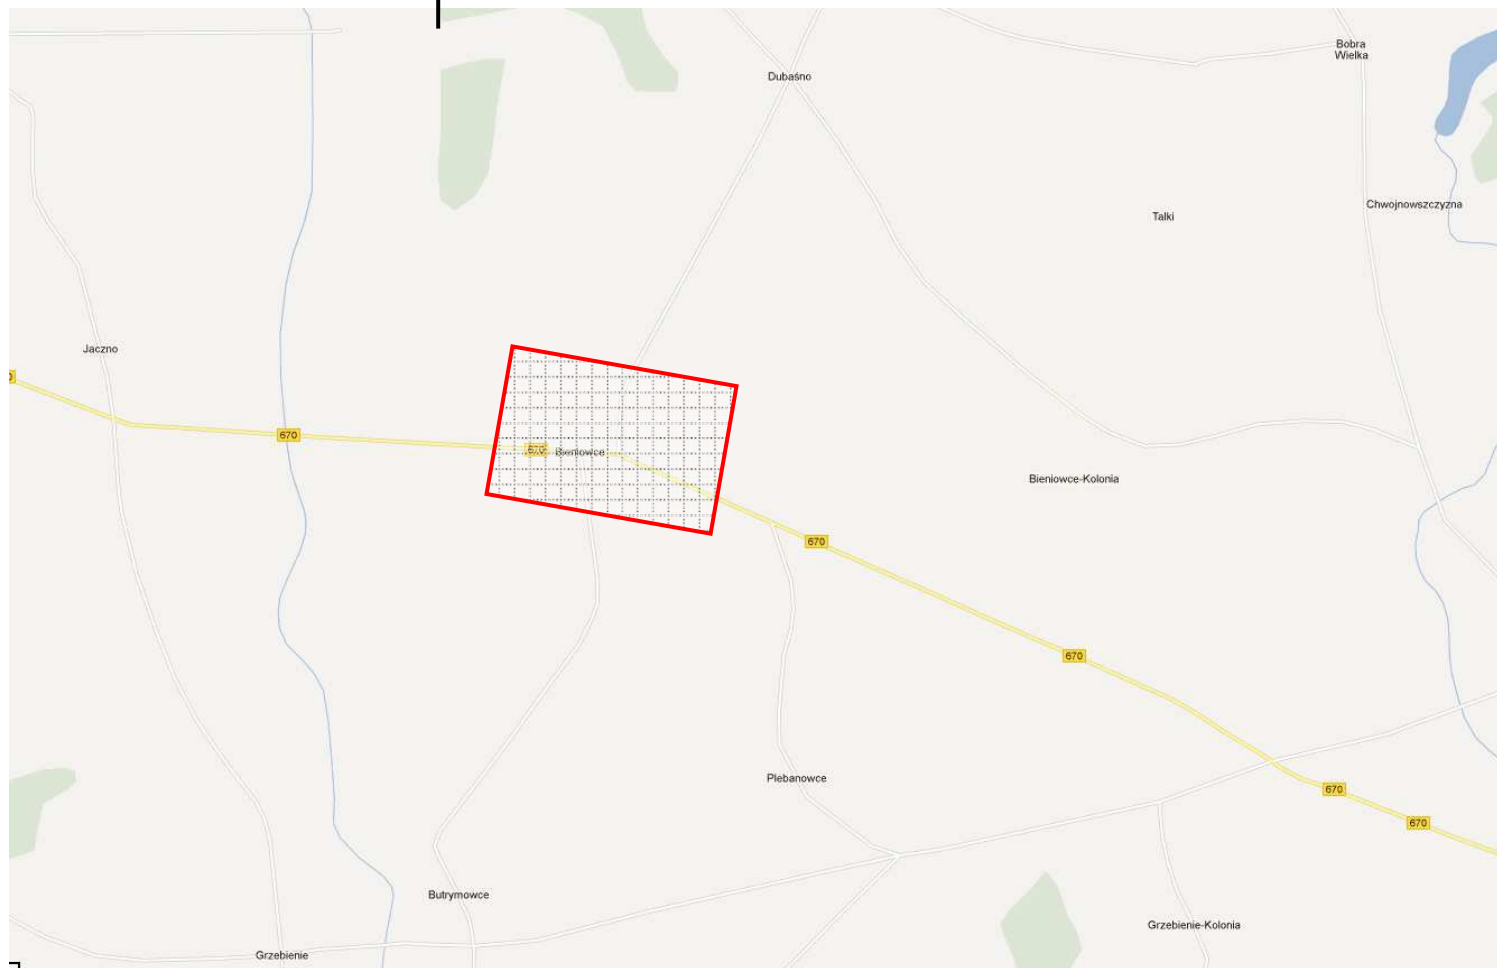 Bobra
Wielka
Dubaśno
Chwojnowszczyzna
Talki
Jaczno
670
670
Bieniowce
Bieniowce-Kolonia
670
670
Plebanowce
670
670
Butrymowce
Grzebienie-Kolonia
Grzebienie